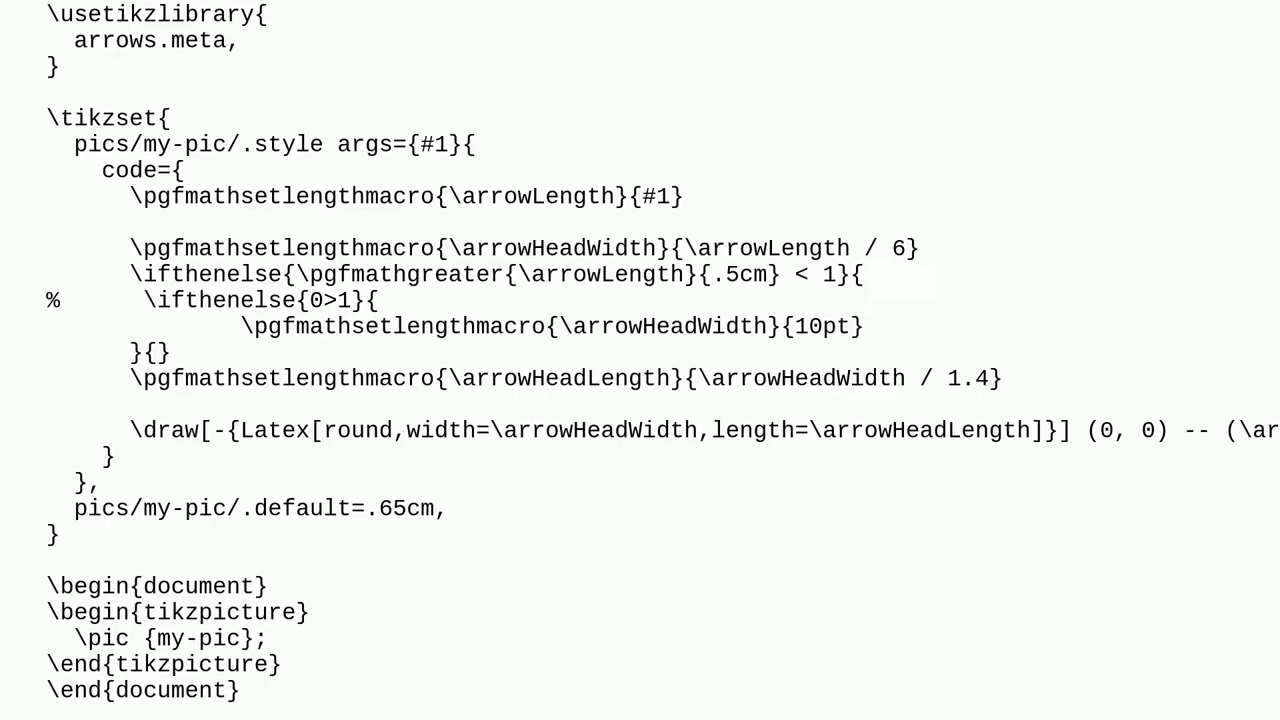 \usetikzlibrary{
  arrows.meta,
}

\tikzset{
  pics/my-pic/.style args={#1}{
    code={
      \pgfmathsetlengthmacro{\arrowLength}{#1}

      \pgfmathsetlengthmacro{\arrowHeadWidth}{\arrowLength / 6}
      \ifthenelse{\pgfmathgreater{\arrowLength}{.5cm} < 1}{
%      \ifthenelse{0>1}{
              \pgfmathsetlengthmacro{\arrowHeadWidth}{10pt}
      }{}
      \pgfmathsetlengthmacro{\arrowHeadLength}{\arrowHeadWidth / 1.4}

      \draw[-{Latex[round,width=\arrowHeadWidth,length=\arrowHeadLength]}] (0, 0) -- (\ar
    }
  },
  pics/my-pic/.default=.65cm,
}

\begin{document}
\begin{tikzpicture}
  \pic {my-pic};
\end{tikzpicture}
\end{document}